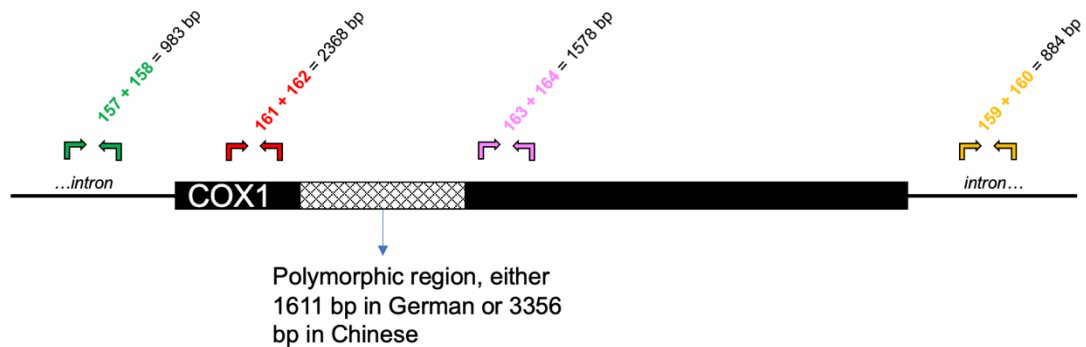 157 + 158 = 983 bp
161 + 162 = 2368 bp
163 + 164 = 1578 bp
159 + 160 = 884 bp
...intron
COX1
intron...
Polymorphic region, either
1611 bp in German or 3356
bp in Chinese